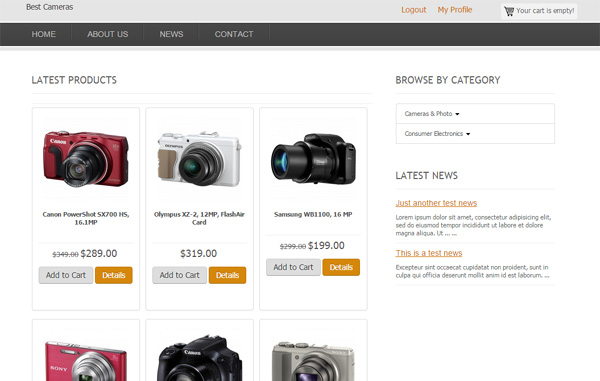 Best Cameras
Logout My Profile Your cart is empty!
HOME ABOUT US NEWS CONTACT
LATEST PRODUCTS
Canon
Canon PowerShot SX700 HS,
16.1MP
$349.00 $289.00
Add to Cart Details
OLYMPUS
Olympus XZ-2, 12MP, FlashAir
Card
$319.00
Add to Cart Details
Samsung WB1100, 16 MP
$299.00 $199.00
Add to Cart Details
SONY
Canon
BROWSE BY CATEGORY
Cameras & Photo
Consumer Electronics
LATEST NEWS
Just another test news
Lorem ipsum dolor sit amet, consectetur adipisicing elit,
sed do eiusmod tempor incididunt ut labore et dolore
magna aliqua. Ut ... ...
This is a test news
Excepteur sint occaecat cupidatat non proident, sunt in
culpa qui officia deserunt mollit anim id est laborum. ...